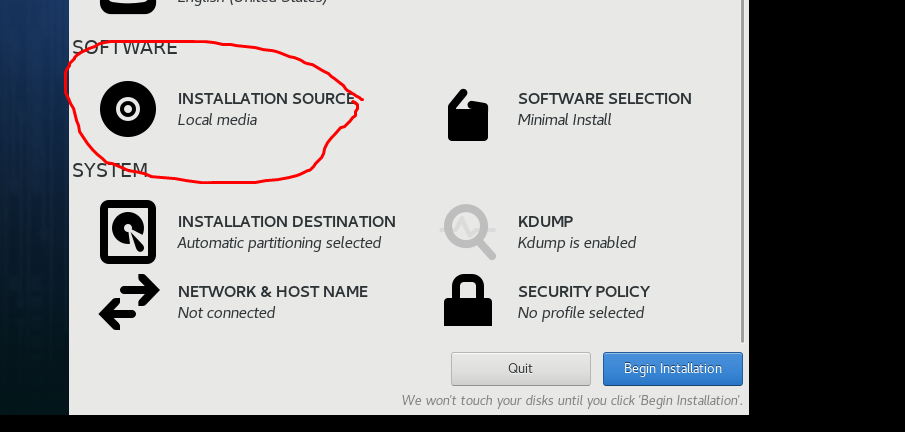 English (United States)
SOFTWARE
INSTALLATION SOURCE
Local media
SOFTWARE SELECTION
Minimal Install
SYSTEM
INSTALLATION DESTINATION
Automatic partitioning selected
KDUMP
Kdump is enabled
NETWORK & HOST NAME
Not connected
SECURITY POLICY
No profile selected
Quit
Begin Installation
We won't touch your disks until you click 'Begin Installation'.